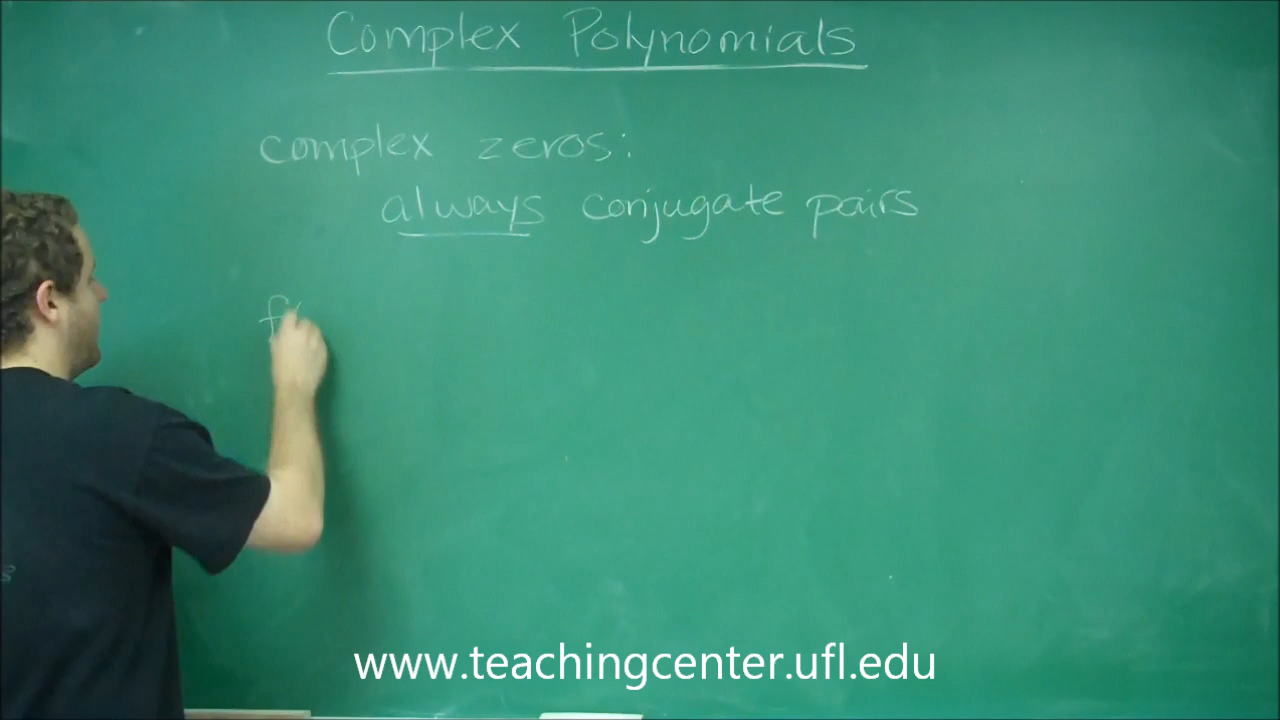 Complex Polynomials
complex zeros:
always conjugate pairs
f(
www.teachingcenter.ufl.edu